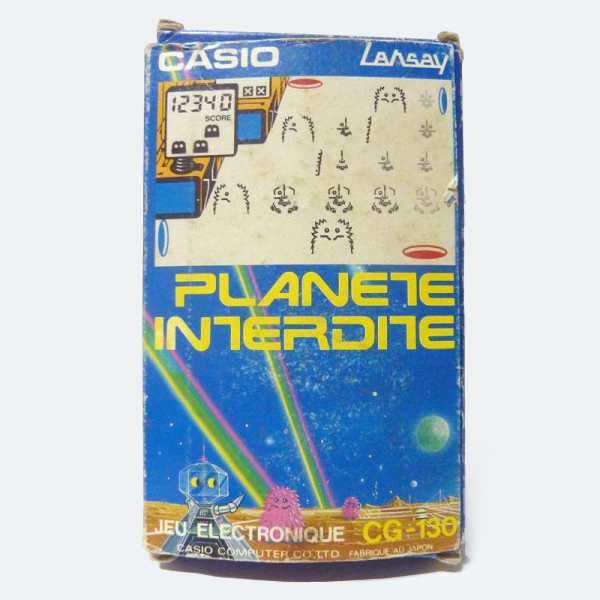 CASIO Lansay
12340
SCORE
PLANETE
INTERDITE
JEU ELECTRONIQUE CG-130
CASIO COMPUTER CO., LTD. FABRIQUE AU JAPON